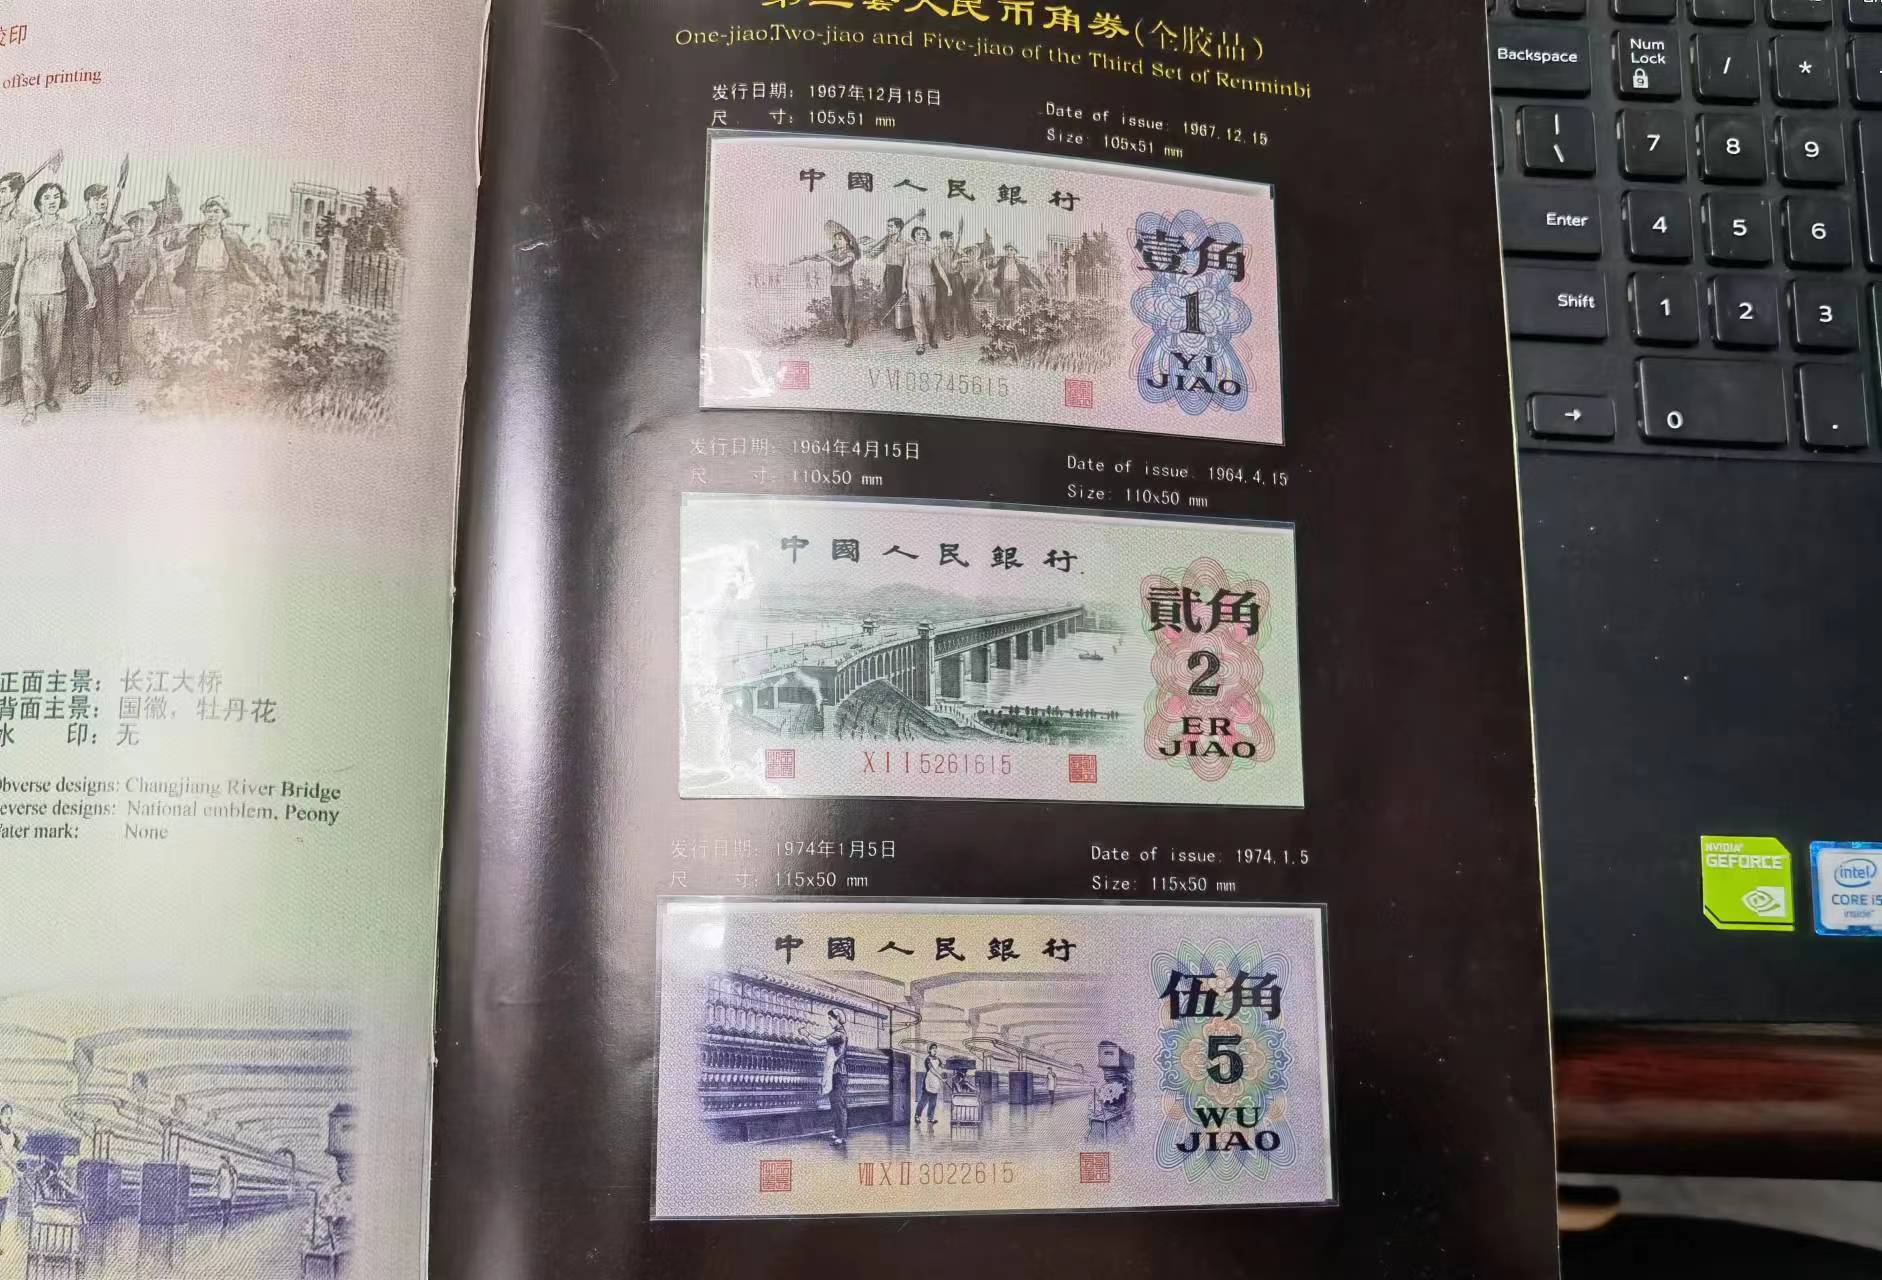 胶印
offset printing
正面主景：长江大桥
背面主景：国徽，牡丹花
水 印：无
Obverse designs: Changjiang River Bridge
Reverse designs: National emblem, Peony
Water mark: None
第三套人民币角券(全胶品)
One-jiao,Two-jiao and Five-jiao of the Third Set of Renminbi
发行日期：1967年12月15日
尺 寸：105x51 mm
Date of issue: 1967.12.15
Size: 105x51 mm
中國人民銀行
壹角
1
YI
JIAO
V VI 08745615
发行日期：1964年4月15日
尺 寸：110x50 mm
Date of issue: 1964.4.15
Size: 110x50 mm
中國人民銀行
貳角
2
ER
JIAO
X I I 5261615
发行日期：1974年1月5日
尺 寸：115x50 mm
Date of issue: 1974.1.5
Size: 115x50 mm
中國人民銀行
伍角
5
WU
JIAO
VIII X II 3022615
Backspace
Num
Lock
/
*
|
\
7
8
9
Enter
4
5
6
Shift
1
2
3
→
0
.
NVIDIA
GEFORCE
intel
CORE i5
inside